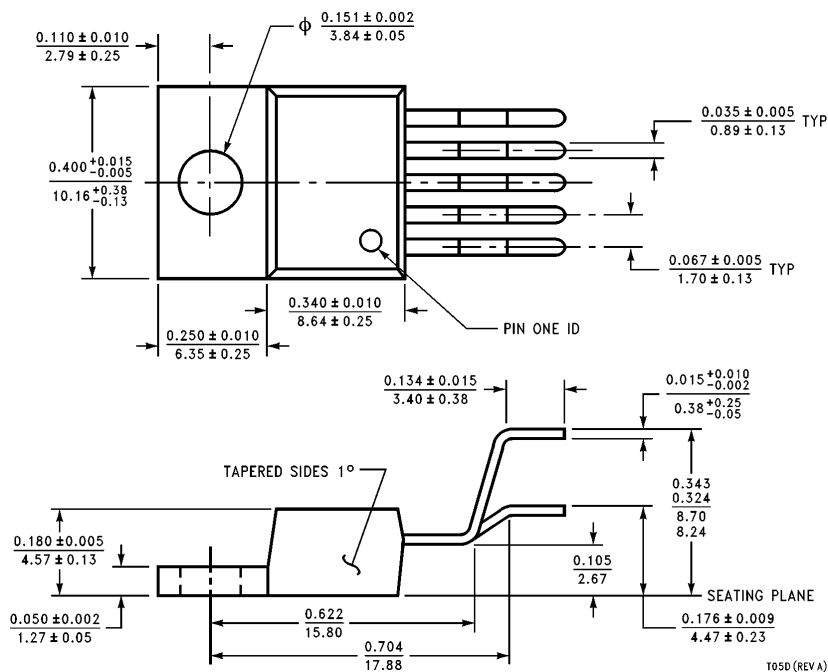 ϕ 0.151 ± 0.002
3.84 ± 0.05
0.110 ± 0.010
2.79 ± 0.25
0.035 ± 0.005 TYP
0.89 ± 0.13
0.400 +0.015 -0.005
10.16 +0.38 -0.13
0.067 ± 0.005 TYP
1.70 ± 0.13
0.340 ± 0.010
8.64 ± 0.25
PIN ONE ID
0.250 ± 0.010
6.35 ± 0.25
0.134 ± 0.015
3.40 ± 0.38
0.015 +0.010 -0.002
0.38 +0.25 -0.05
TAPERED SIDES 1°
0.343
0.324
8.70
8.24
0.180 ± 0.005
4.57 ± 0.13
0.105
2.67
SEATING PLANE
0.050 ± 0.002
1.27 ± 0.05
0.622
15.80
0.176 ± 0.009
4.47 ± 0.23
0.704
17.88
T05D (REV A)